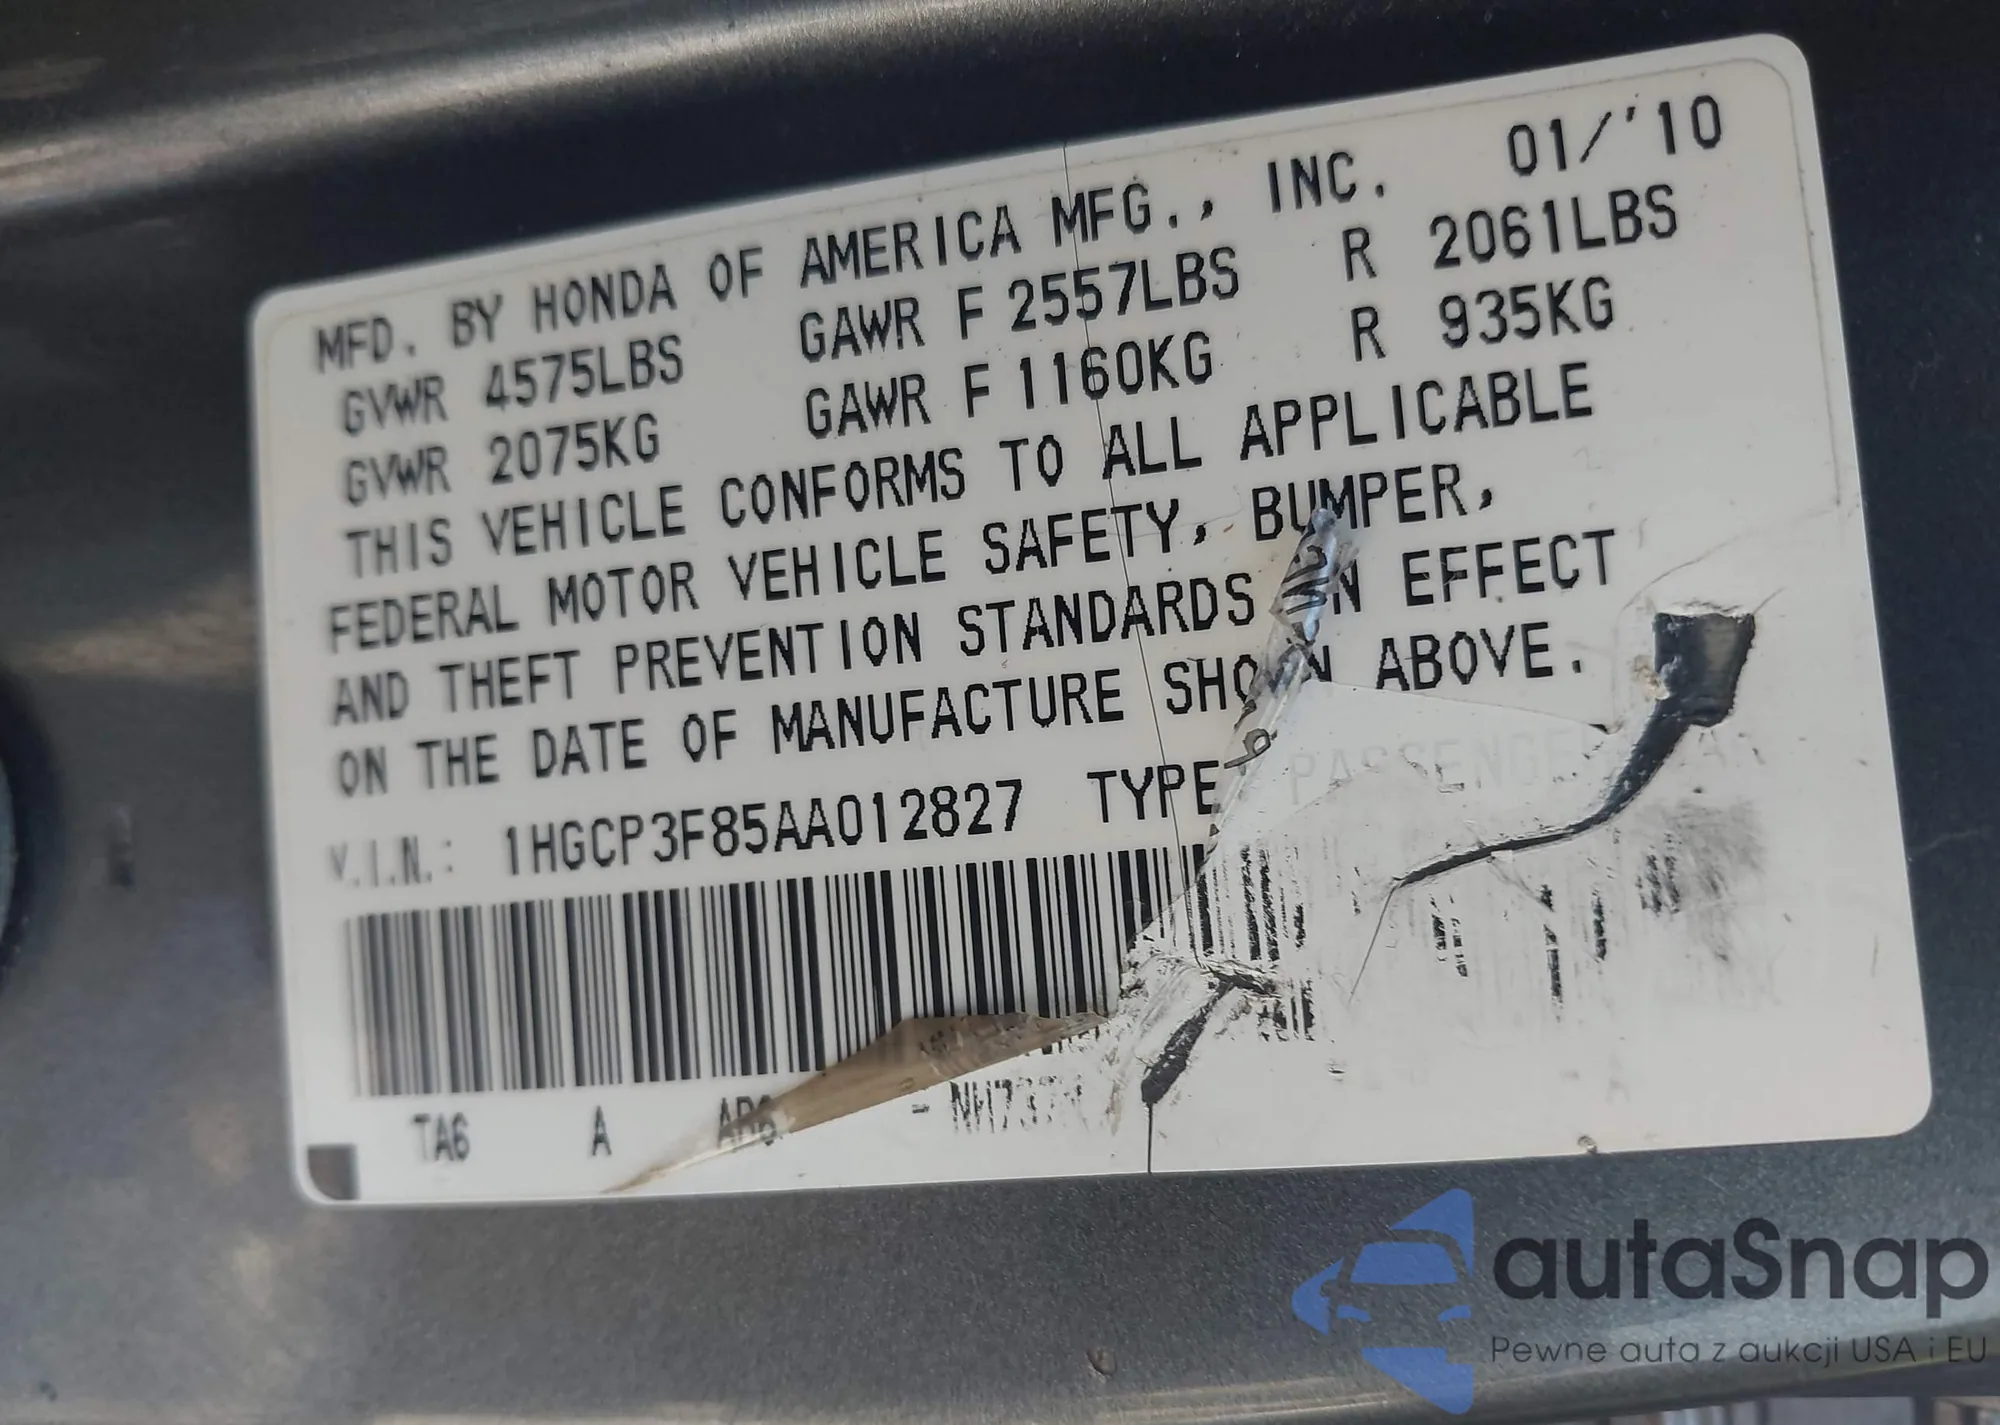 MFD. BY HONDA OF AMERICA MFG., INC. 01/'10
GVWR 4575LBS GAWR F 2557LBS R 2061LBS
GVWR 2075KG GAWR F 1160KG R 935KG
THIS VEHICLE CONFORMS TO ALL APPLICABLE
FEDERAL MOTOR VEHICLE SAFETY, BUMPER,
AND THEFT PREVENTION STANDARDS IN EFFECT
ON THE DATE OF MANUFACTURE SHOWN ABOVE.
V.I.N.: 1HGCP3F85AA012827 TYPE: PASSENGER
TA6 A - NH737M
autaSnap
Pewne auta z aukcji USA i EU